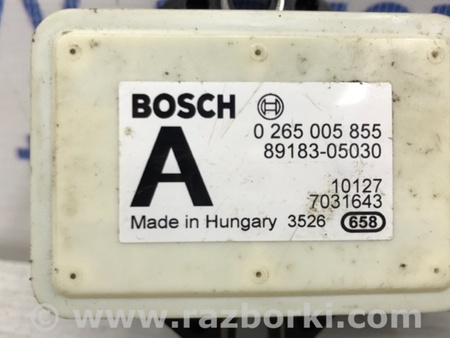 BOSCH
0 265 005 855
A
89183-05030
10127
7031643
Made in Hungary 3526 658
www.razborki.com